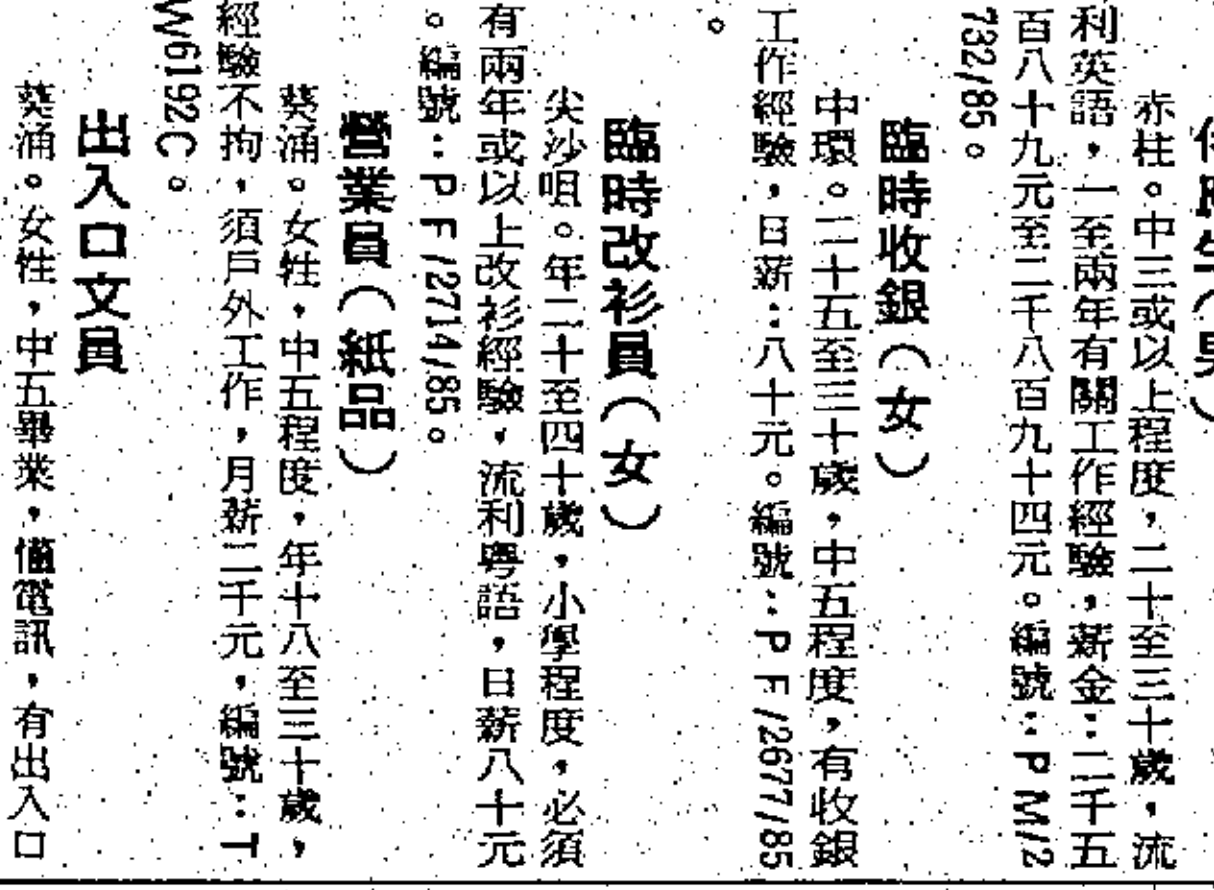 侍應生（男）
赤柱。中三或以上程度，二十至三十歲，流
利英語，一至兩年有關工作經驗，薪金：二千五
百八十九元至二千八百九十四元。編號：PM/2
732/85。
臨時收銀（女）
中環。二十五至三十歲，中五程度，有收銀
工作經驗，日薪：八十元。編號：PF/2677/85
。
臨時改衫員（女）
尖沙咀。年二十至四十歲，小學程度，必須
有兩年或以上改衫經驗，流利粵語，日薪八十元
。編號：PF/2714/85。
營業員（紙品）
葵涌。女性，中五程度，年十八至三十歲，
經驗不拘，須戶外工作，月薪二千元，編號：T
W6192C。
出入口文員
葵涌。女性，中五畢業，懂電訊，有出入口